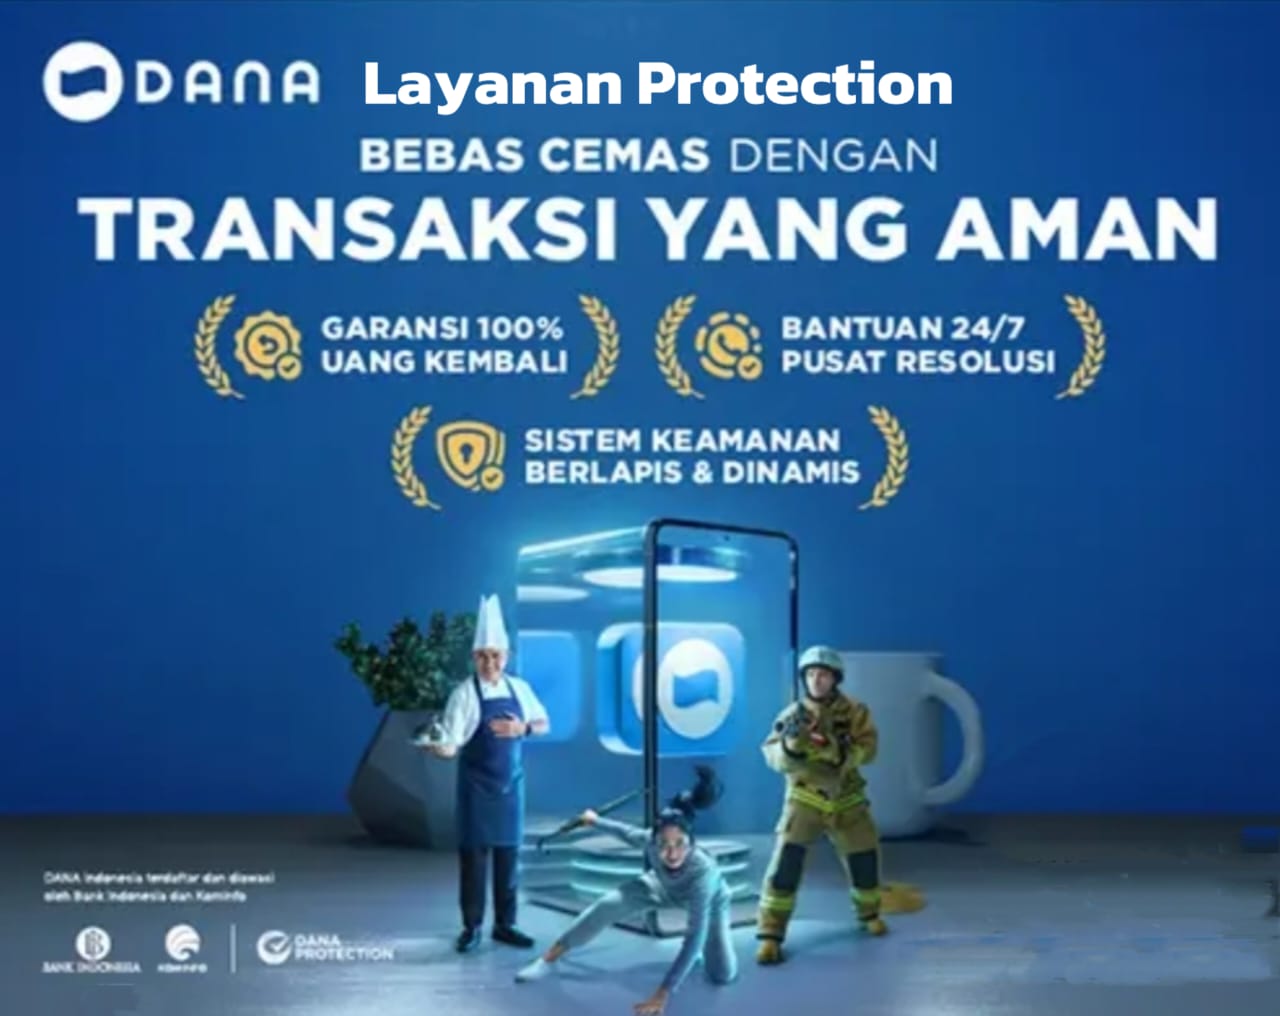 DANA Layanan Protection
BEBAS CEMAS DENGAN
TRANSAKSI YANG AMAN
GARANSI 100%
UANG KEMBALI
BANTUAN 24/7
PUSAT RESOLUSI
SISTEM KEAMANAN
BERLAPIS & DINAMIS
DANA Indonesia terdaftar dan diawasi
oleh Bank Indonesia dan Kominfo
BANK INDONESIA
KOMINFO
DANA
PROTECTION